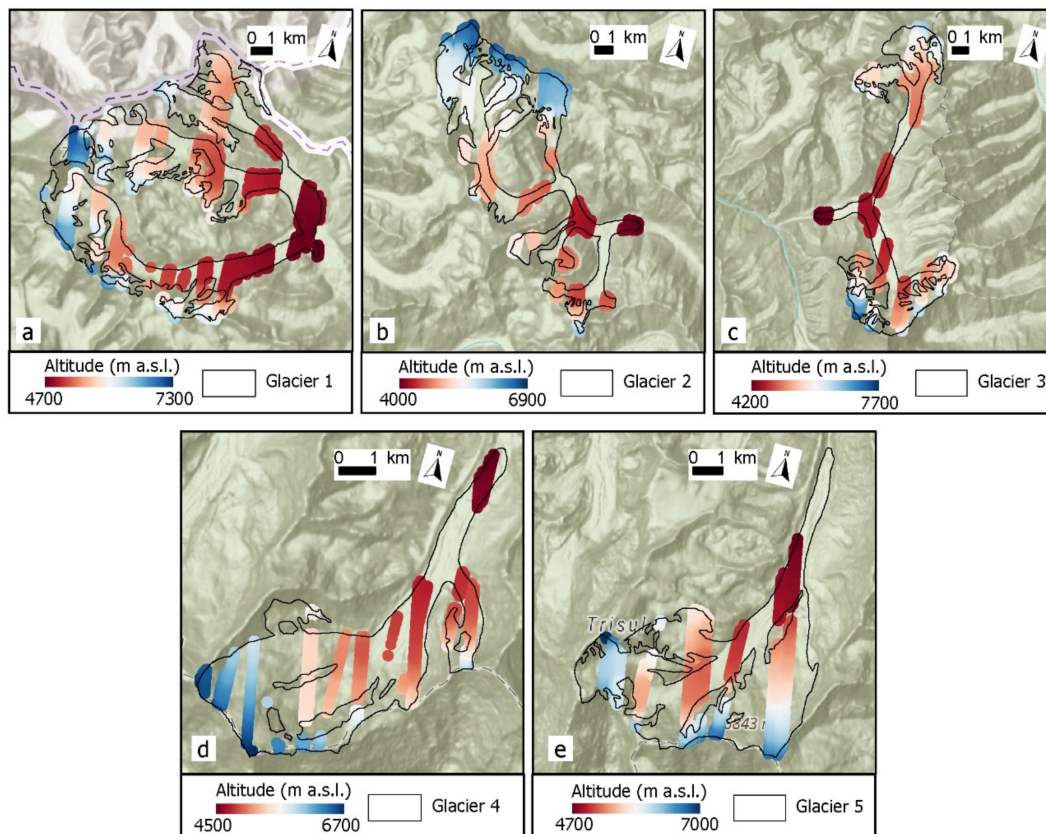 0 1 km
N
a
Altitude (m a.s.l.)
4700 7300
Glacier 1
0 1 km
N
b
Altitude (m a.s.l.)
4000 6900
Glacier 2
0 1 km
N
c
Altitude (m a.s.l.)
4200 7700
Glacier 3
0 1 km
N
d
Altitude (m a.s.l.)
4500 6700
Glacier 4
0 1 km
N
Trisul
6843 m
e
Altitude (m a.s.l.)
4700 7000
Glacier 5